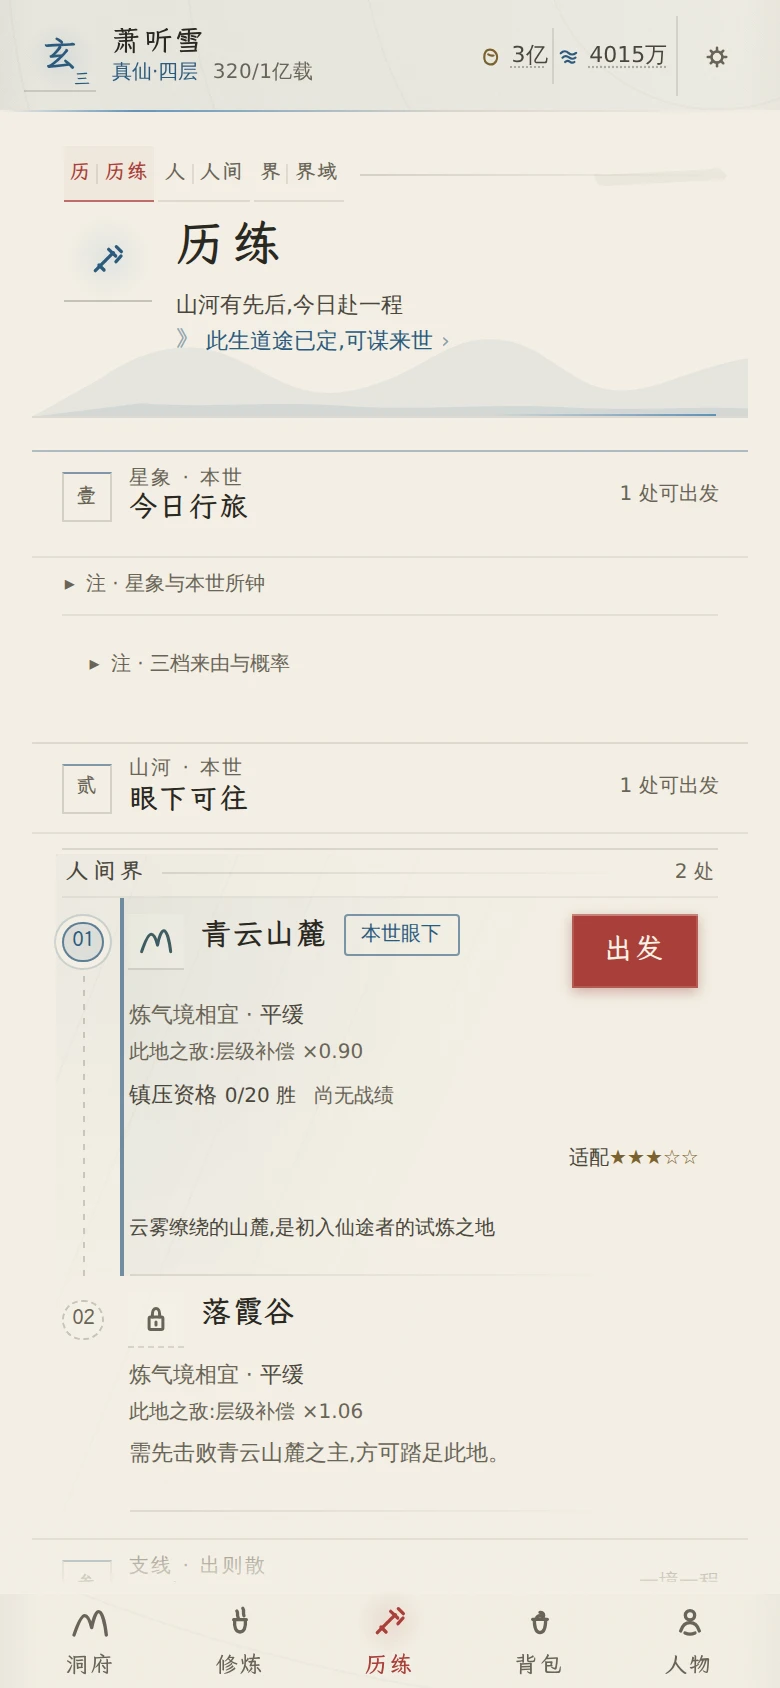 玄 三
萧听雪
真仙·四层 320/1亿载
3亿 4015万
历 历练 人 人间 界 界域
历练
山河有先后,今日赴一程
》 此生道途已定,可谋来世 ›
壹
星象 · 本世
今日行旅
1 处可出发
▸ 注 · 星象与本世所钟
▸ 注 · 三档来由与概率
贰
山河 · 本世
眼下可往
1 处可出发
人间界 2 处
01 青云山麓 本世眼下 出发
炼气境相宜 · 平缓
此地之敌:层级补偿 ×0.90
镇压资格 0/20 胜 尚无战绩
适配★★★☆☆
云雾缭绕的山麓,是初入仙途者的试炼之地
02 落霞谷
炼气境相宜 · 平缓
此地之敌:层级补偿 ×1.06
需先击败青云山麓之主,方可踏足此地。
支线 · 出则散
一境一程
洞府 修炼 历练 背包 人物